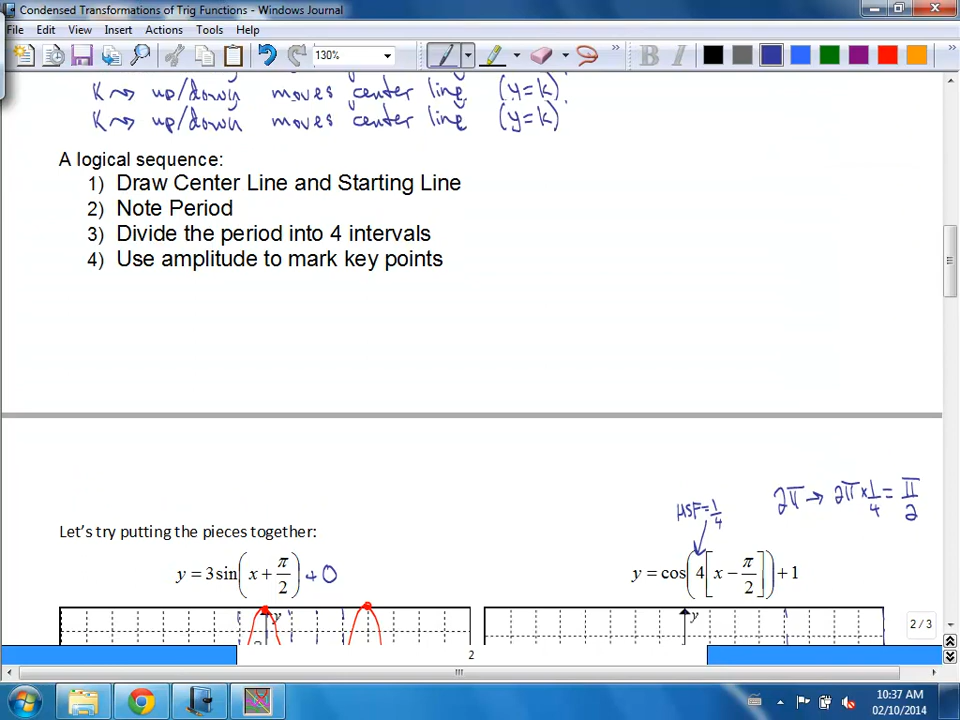 Condensed Transformations of Trig Functions - Windows Journal
File Edit View Insert Actions Tools Help
130%
K → up/down moves center line (y=k)
K → up/down moves center line (y=k)
A logical sequence:
1) Draw Center Line and Starting Line
2) Note Period
3) Divide the period into 4 intervals
4) Use amplitude to mark key points
2π → 2π × 1/4 = π/2
HSF = 1/4
Let's try putting the pieces together:
y = 3sin(x + π/2) + 0
y = cos(4[x − π/2]) + 1
y
y
2 / 3
2
10:37 AM
02/10/2014